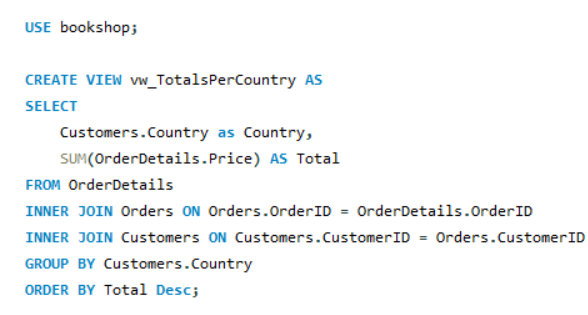 USE bookshop;
CREATE VIEW vw_TotalsPerCountry AS
SELECT
Customers.Country as Country,
SUM(OrderDetails.Price) AS Total
FROM OrderDetails
INNER JOIN Orders ON Orders.OrderID = OrderDetails.OrderID
INNER JOIN Customers ON Customers.CustomerID = Orders.CustomerID
GROUP BY Customers.Country
ORDER BY Total Desc;